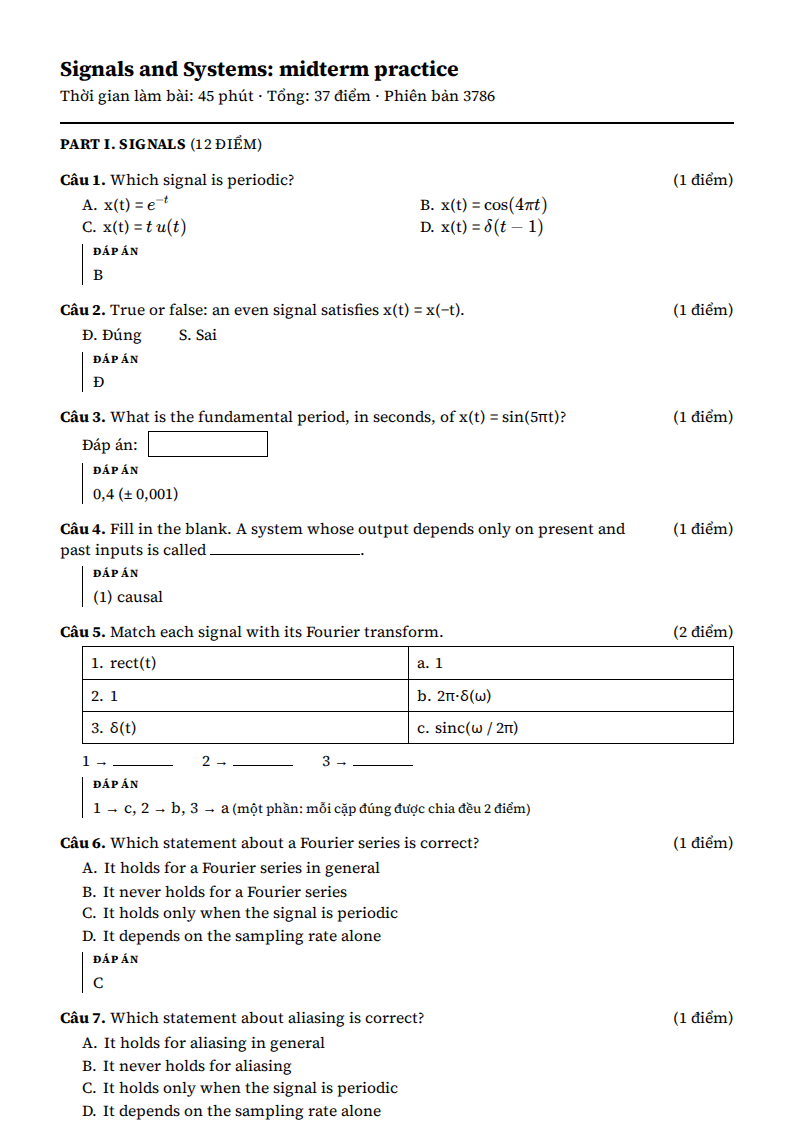 Signals and Systems: midterm practice
Thời gian làm bài: 45 phút · Tổng: 37 điểm · Phiên bản 3786
PART I. SIGNALS (12 ĐIỂM)
Câu 1. Which signal is periodic? (1 điểm)
A. x(t) = e⁻ᵗ B. x(t) = cos(4πt)
C. x(t) = t u(t) D. x(t) = δ(t − 1)
ĐÁP ÁN
B
Câu 2. True or false: an even signal satisfies x(t) = x(−t). (1 điểm)
Đ. Đúng S. Sai
ĐÁP ÁN
Đ
Câu 3. What is the fundamental period, in seconds, of x(t) = sin(5πt)? (1 điểm)
Đáp án:
ĐÁP ÁN
0,4 (± 0,001)
Câu 4. Fill in the blank. A system whose output depends only on present and (1 điểm)
past inputs is called ____________________.
ĐÁP ÁN
(1) causal
Câu 5. Match each signal with its Fourier transform. (2 điểm)
1. rect(t) a. 1
2. 1 b. 2π·δ(ω)
3. δ(t) c. sinc(ω / 2π)
1 → ________ 2 → ________ 3 → ________
ĐÁP ÁN
1 → c, 2 → b, 3 → a (một phần: mỗi cặp đúng được chia đều 2 điểm)
Câu 6. Which statement about a Fourier series is correct? (1 điểm)
A. It holds for a Fourier series in general
B. It never holds for a Fourier series
C. It holds only when the signal is periodic
D. It depends on the sampling rate alone
ĐÁP ÁN
C
Câu 7. Which statement about aliasing is correct? (1 điểm)
A. It holds for aliasing in general
B. It never holds for aliasing
C. It holds only when the signal is periodic
D. It depends on the sampling rate alone